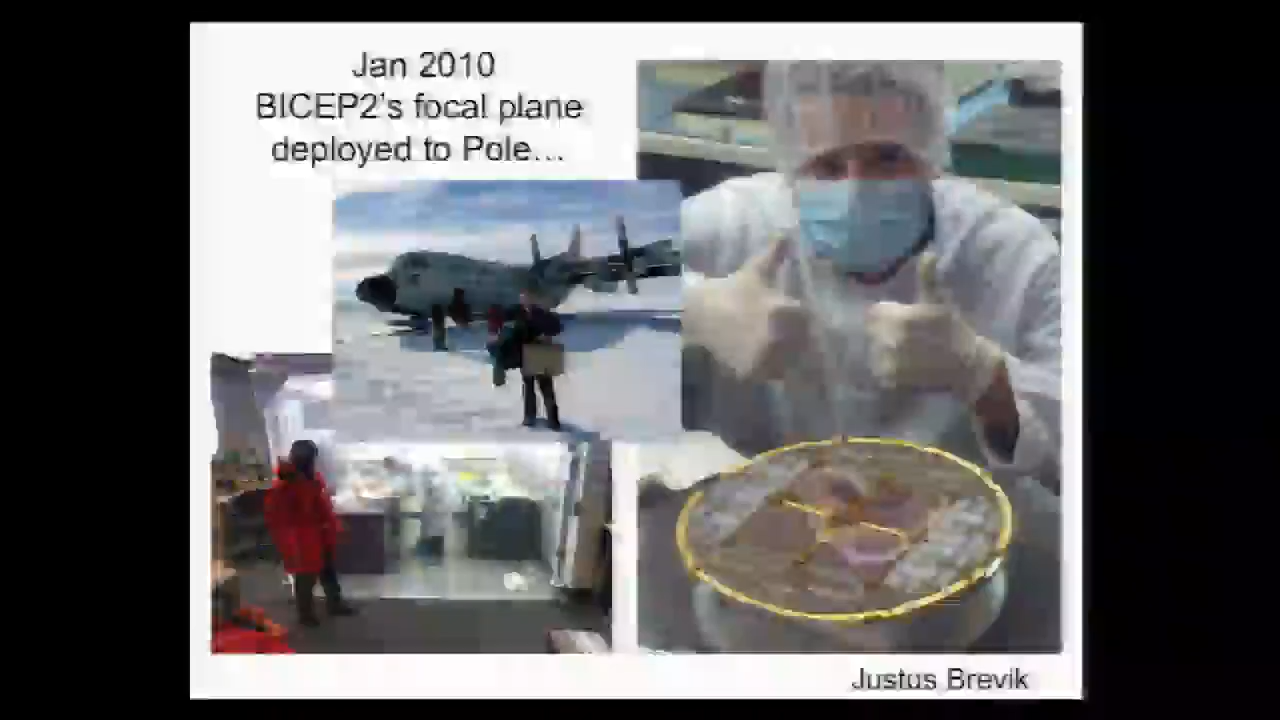 Jan 2010
BICEP2's focal plane
deployed to Pole...
Justus Brevik